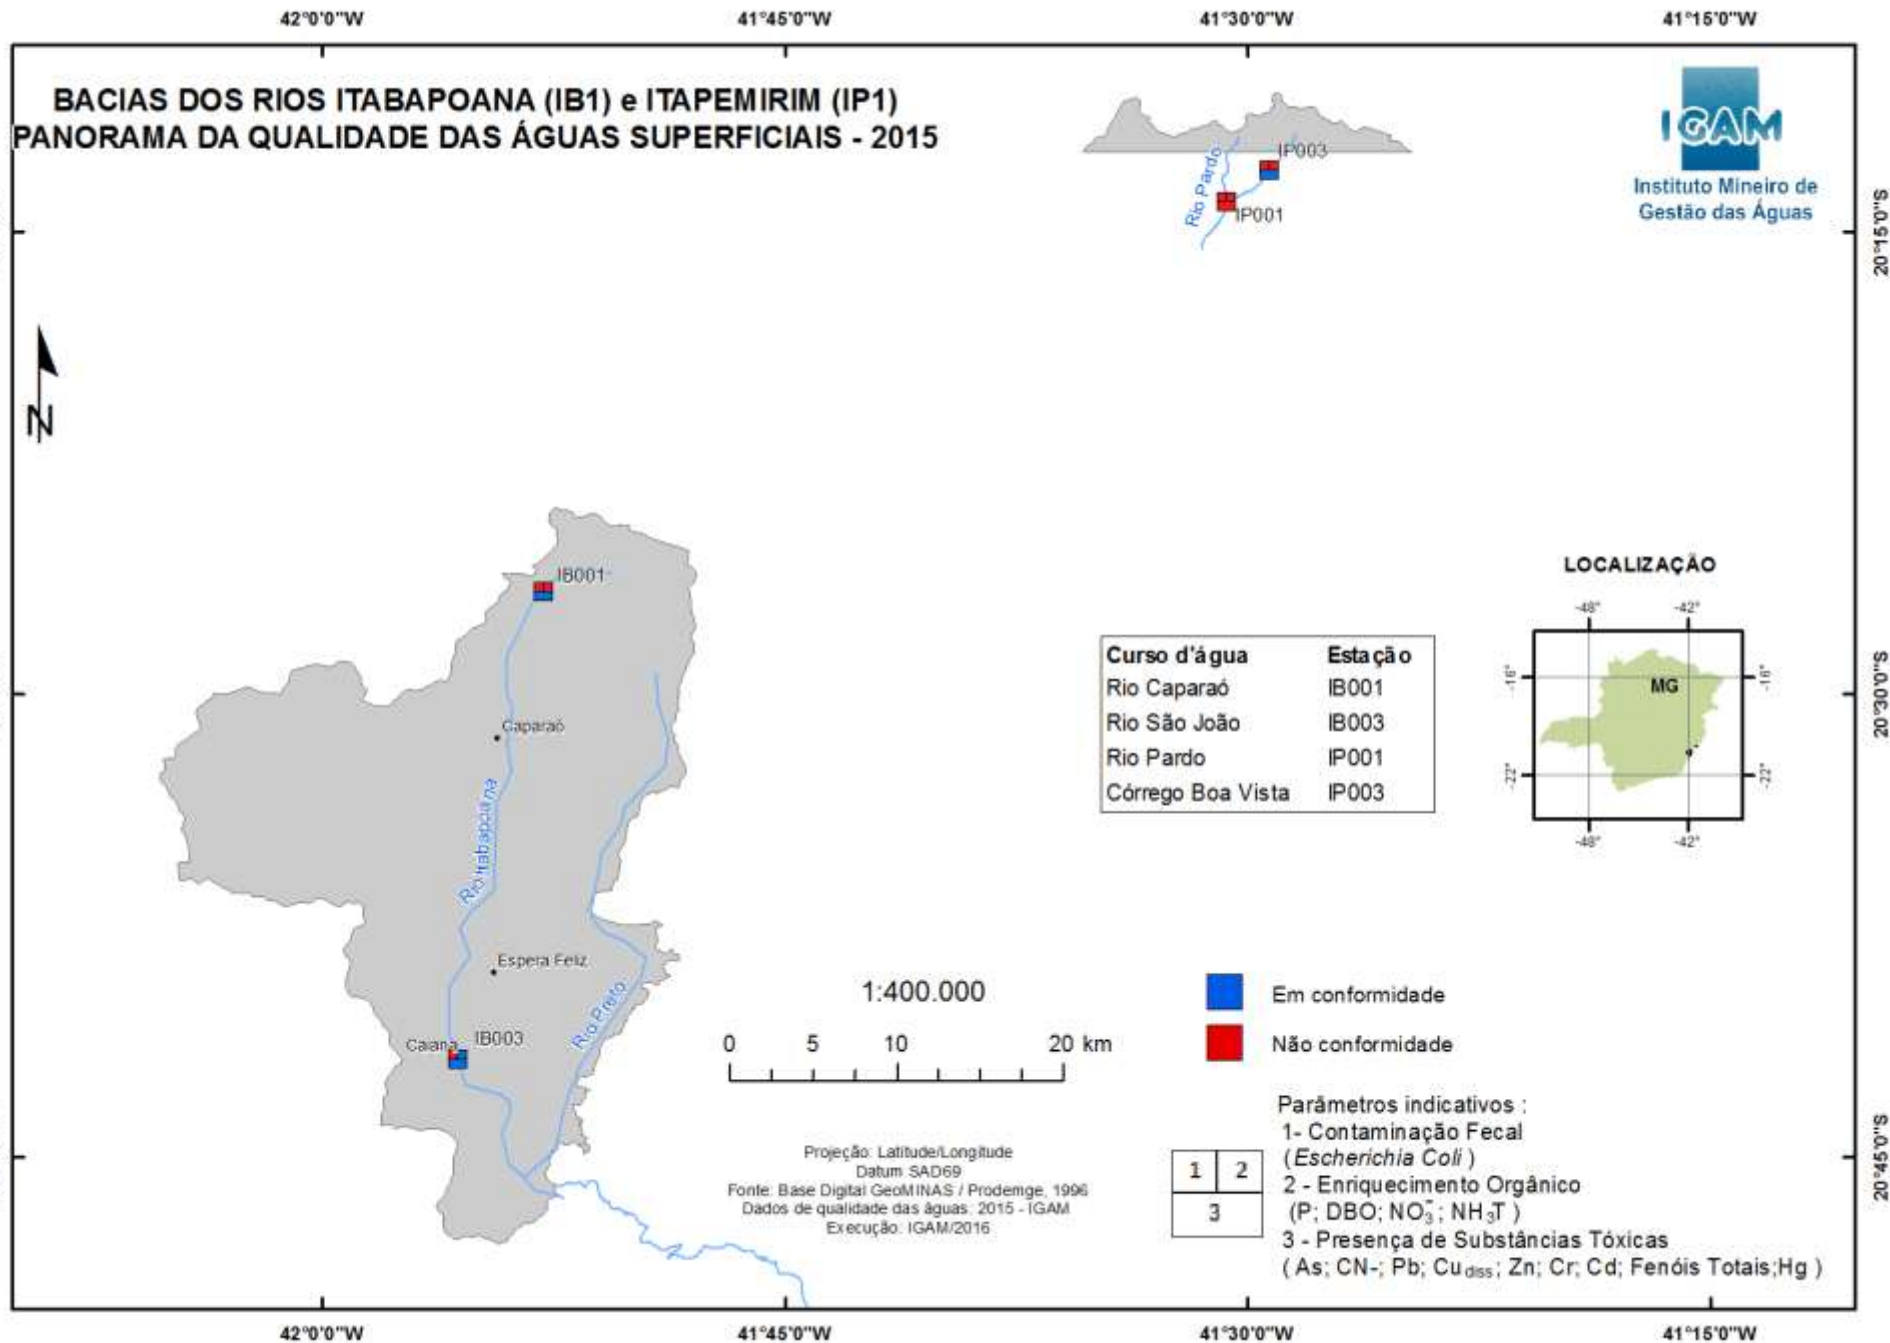 42°0'0"W 41°45'0"W 41°30'0"W 41°15'0"W
BACIAS DOS RIOS ITABAPOANA (IB1) e ITAPEMIRIM (IP1)
PANORAMA DA QUALIDADE DAS ÁGUAS SUPERFICIAIS - 2015
IGAM
Instituto Mineiro de
Gestão das Águas
Rio Pardo
IP003
IP001
20°15'0"S
N
IB001
Caparaó
Rio Itabapoana
Espera Feliz
Rio Preto
Caiana
IB003
Curso d'água Estação
Rio Caparaó IB001
Rio São João IB003
Rio Pardo IP001
Córrego Boa Vista IP003
LOCALIZAÇÃO
-48° -42°
-16° MG -16°
-22° -22°
-48° -42°
20°30'0"S
1:400.000
0 5 10 20 km
Em conformidade
Não conformidade
Projeção: Latitude/Longitude
Datum SAD69
Fonte: Base Digital GeoMINAS / Prodemge, 1996
Dados de qualidade das águas: 2015 - IGAM
Execução: IGAM/2016
1 2
3
Parâmetros indicativos :
1- Contaminação Fecal
(Escherichia Coli )
2 - Enriquecimento Orgânico
(P; DBO; NO₃⁻; NH₃T )
3 - Presença de Substâncias Tóxicas
( As; CN-; Pb; Cu diss; Zn; Cr; Cd; Fenóis Totais;Hg )
20°45'0"S
42°0'0"W 41°45'0"W 41°30'0"W 41°15'0"W